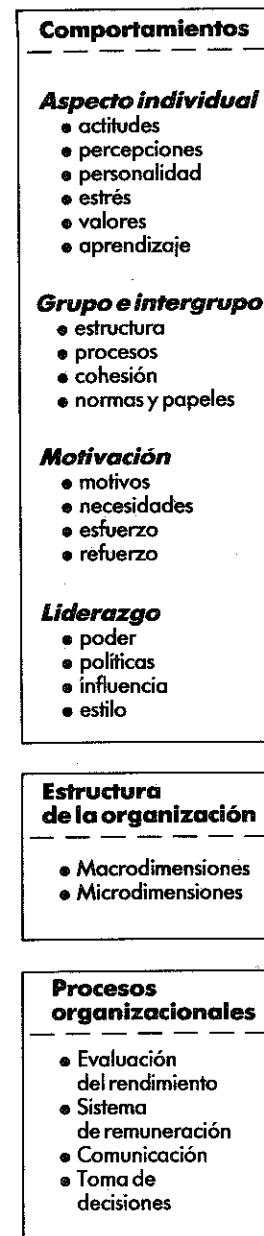 Comportamientos
Aspecto individual
• actitudes
• percepciones
• personalidad
• estrés
• valores
• aprendizaje
Grupo e intergrupo
• estructura
• procesos
• cohesión
• normas y papeles
Motivación
• motivos
• necesidades
• esfuerzo
• refuerzo
Liderazgo
• poder
• políticas
• influencia
• estilo
Estructura
de la organización
• Macrodimensiones
• Microdimensiones
Procesos
organizacionales
• Evaluación
del rendimiento
• Sistema
de remuneración
• Comunicación
• Toma de
decisiones